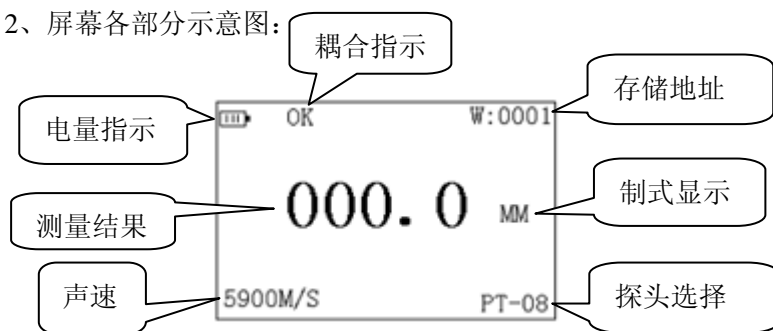 2、屏幕各部分示意图：
耦合指示
存储地址
电量指示
OK
W:0001
测量结果
000.0
MM
制式显示
声速
5900M/S
PT-08
探头选择